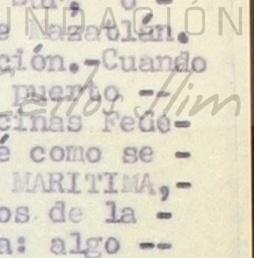 FUNDACIÓN
e Mazatlán.
ción.-Cuando
puerto --
cinas Fede-
é como se -
MARITIMA,-
os de la -
a: algo --
Carlos Slim